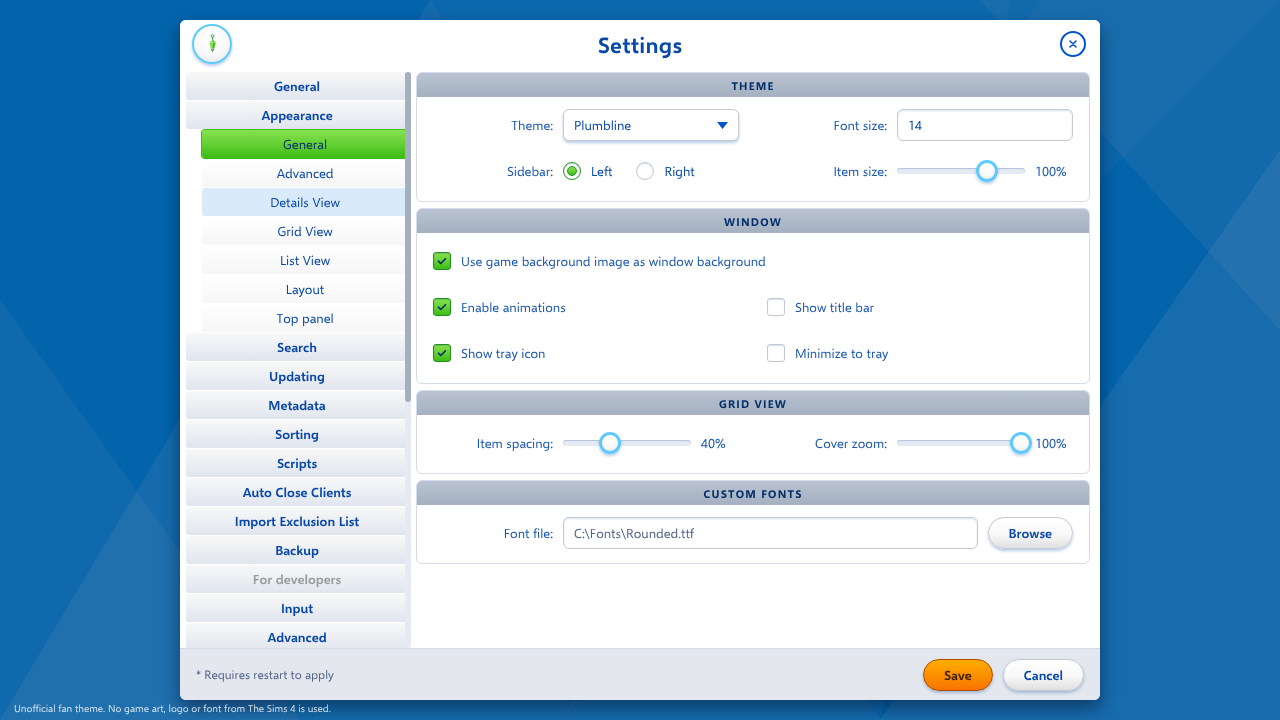 Settings
General
Appearance
General
Advanced
Details View
Grid View
List View
Layout
Top panel
Search
Updating
Metadata
Sorting
Scripts
Auto Close Clients
Import Exclusion List
Backup
For developers
Input
Advanced
THEME
Theme: Plumbline Font size: 14
Sidebar: Left Right Item size: 100%
WINDOW
Use game background image as window background
Enable animations Show title bar
Show tray icon Minimize to tray
GRID VIEW
Item spacing: 40% Cover zoom: 100%
CUSTOM FONTS
Font file: C:\Fonts\Rounded.ttf Browse
* Requires restart to apply Save Cancel
Unofficial fan theme. No game art, logo or font from The Sims 4 is used.